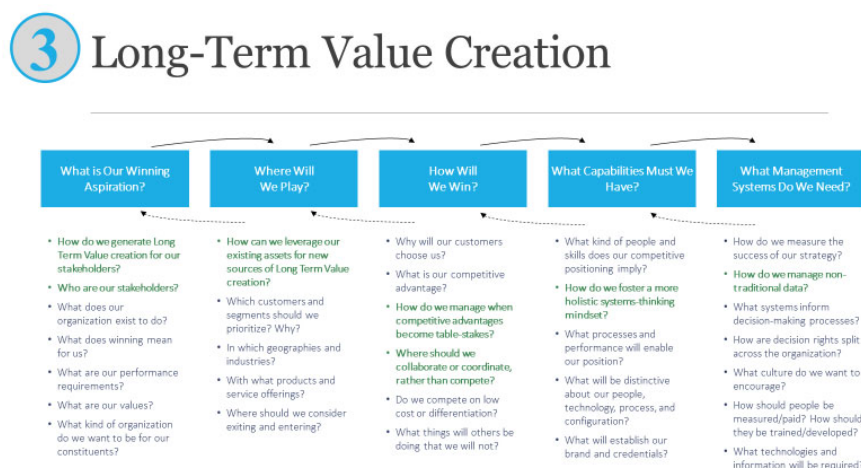 3 Long-Term Value Creation
What is Our Winning
Aspiration?
Where Will
We Play?
How Will
We Win?
What Capabilities Must We
Have?
What Management
Systems Do We Need?
• How do we generate Long
Term Value creation for our
stakeholders?
• Who are our stakeholders?
• What does our
organization exist to do?
• What does winning mean
for us?
• What are our performance
requirements?
• What are our values?
• What kind of organization
do we want to be for our
constituents?
• How can we leverage our
existing assets for new
sources of Long Term Value
creation?
• Which customers and
segments should we
prioritize? Why?
• In which geographies and
industries?
• With what products and
service offerings?
• Where should we consider
exiting and entering?
• Why will our customers
choose us?
• What is our competitive
advantage?
• How do we manage when
competitive advantages
become table-stakes?
• Where should we
collaborate or coordinate,
rather than compete?
• Do we compete on low
cost or differentiation?
• What things will others be
doing that we will not?
• What kind of people and
skills does our competitive
positioning imply?
• How do we foster a more
holistic systems-thinking
mindset?
• What processes and
performance will enable
our position?
• What will be distinctive
about our people,
technology, process, and
configuration?
• What will establish our
brand and credentials?
• How do we measure the
success of our strategy?
• How do we manage non-
traditional data?
• What systems inform
decision-making processes?
• How are decision rights split
across the organization?
• What culture do we want to
encourage?
• How should people be
measured/paid? How should
they be trained/developed?
• What technologies and
information will be required?